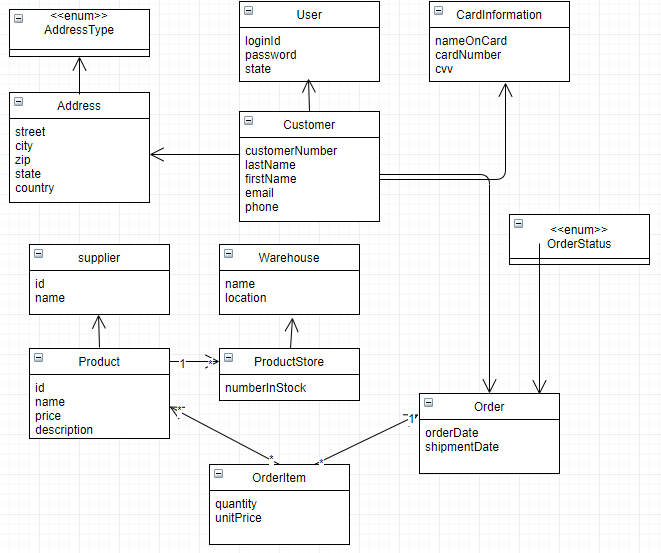 <<enum>>
AddressType
User
loginId
password
state
CardInformation
nameOnCard
cardNumber
cvv
Address
street
city
zip
state
country
Customer
customerNumber
lastName
firstName
email
phone
<<enum>>
OrderStatus
supplier
id
name
Warehouse
name
location
Product
id
name
price
description
1
*
ProductStore
numberInStock
Order
orderDate
shipmentDate
*
1
*
*
OrderItem
quantity
unitPrice